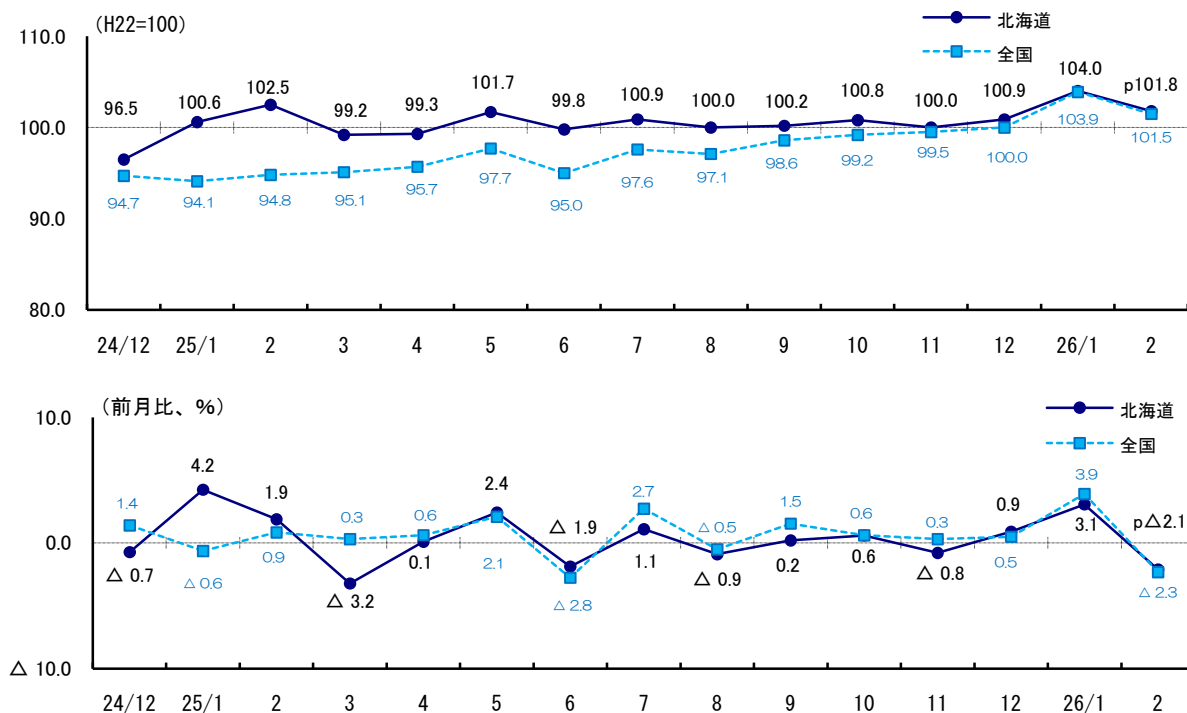 (H22=100)
北海道
全国
110.0
100.0
90.0
80.0
96.5 100.6 102.5 99.2 99.3 101.7 99.8 100.9 100.0 100.2 100.8 100.0 100.9 104.0 p101.8
94.7 94.1 94.8 95.1 95.7 97.7 95.0 97.6 97.1 98.6 99.2 99.5 100.0 103.9 101.5
24/12 25/1 2 3 4 5 6 7 8 9 10 11 12 26/1 2
(前月比、%)
北海道
全国
10.0
0.0
△ 10.0
△ 0.7 4.2 1.9 △ 3.2 0.1 2.4 △ 1.9 1.1 △ 0.9 0.2 0.6 △ 0.8 0.9 3.1 p△2.1
1.4 △ 0.6 0.9 0.3 0.6 2.1 △ 2.8 2.7 △ 0.5 1.5 0.6 0.3 0.5 3.9 △ 2.3
24/12 25/1 2 3 4 5 6 7 8 9 10 11 12 26/1 2